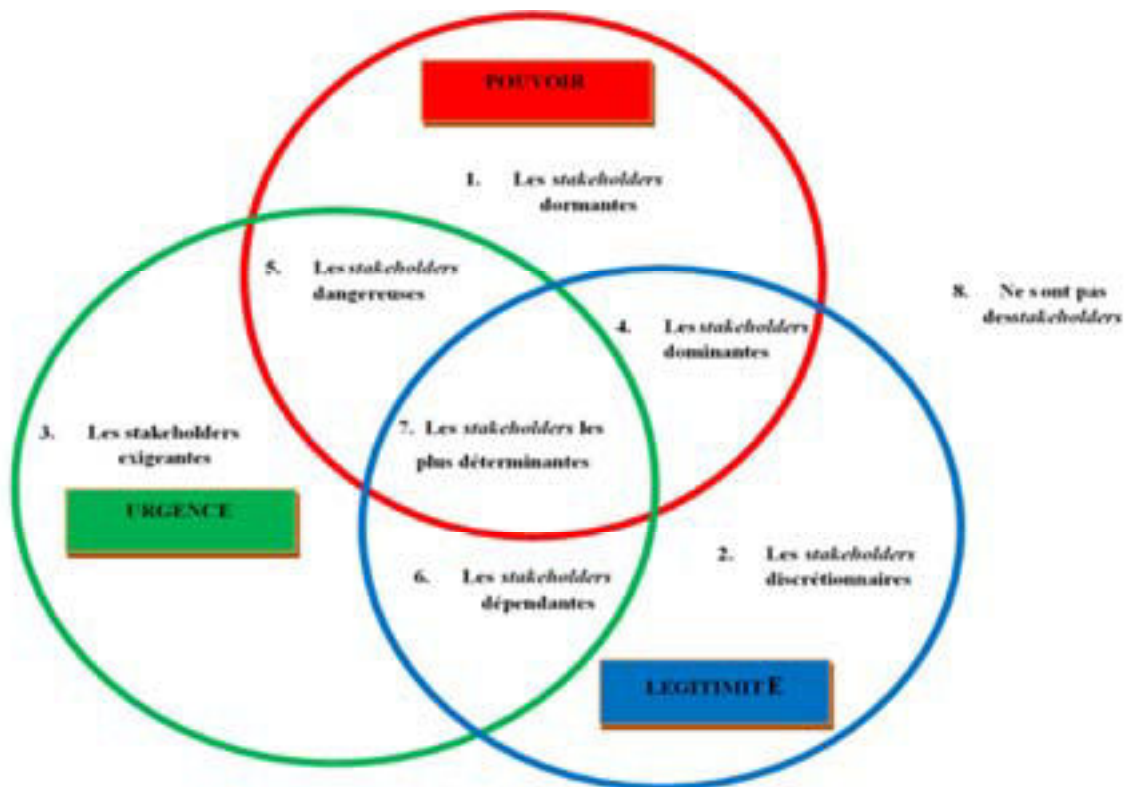 POUVOIR
1. Les stakeholders
dormantes
5. Les stakeholders
dangereuses
8. Ne sont pas
desstakeholders
4. Les stakeholders
dominantes
3. Les stakeholders
exigeantes
7. Les stakeholders les
plus déterminantes
URGENCE
2. Les stakeholders
discrétionnaires
6. Les stakeholders
dépendantes
LEGITIMITE